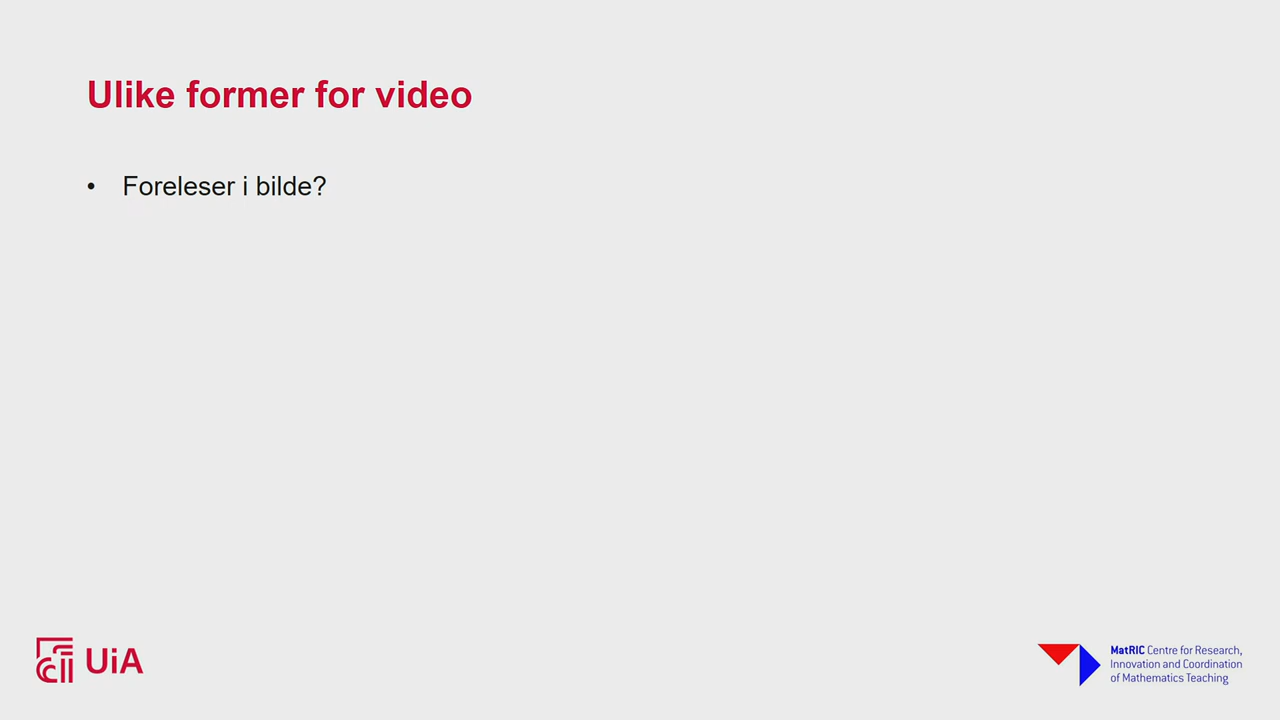 Ulike former for video
• Foreleser i bilde?
UiA
MatRIC Centre for Research,
Innovation and Coordination
of Mathematics Teaching